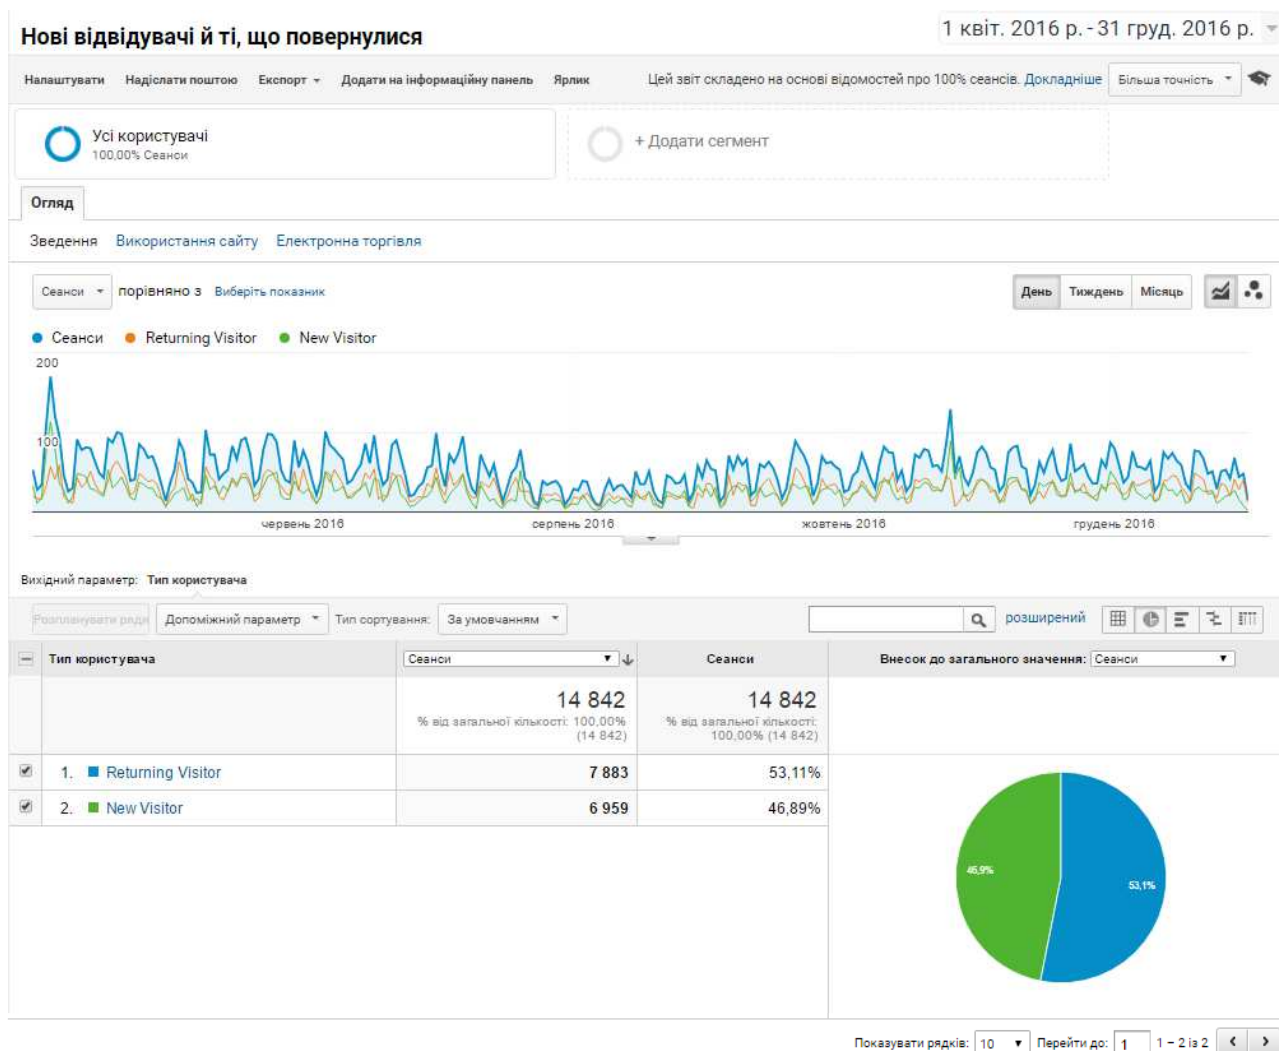 Нові відвідувачі й ті, що повернулися
1 квіт. 2016 р. - 31 груд. 2016 р.
Налаштувати Надіслати поштою Експорт Додати на інформаційну панель Ярлик Цей звіт складено на основі відомостей про 100% сеансів. Докладніше Більша точність
Усі користувачі
100,00% Сеанси
+ Додати сегмент
Огляд
Зведення Використання сайту Електронна торгівля
Сеанси порівняно з Виберіть показник День Тиждень Місяць
Сеанси Returning Visitor New Visitor
200
100
червень 2016 серпень 2016 жовтень 2016 грудень 2016
Вихідний параметр: Тип користувача
Допоміжний параметр Тип сортування: За умовчанням розширений
Тип користувача Сеанси Сеанси Внесок до загального значення: Сеанси
14 842 14 842
% від загальної кількості: 100,00% % від загальної кількості:
(14 842) 100,00% (14 842)
1. Returning Visitor 7 883 53,11%
2. New Visitor 6 959 46,89%
46,9%
53,1%
Показувати рядків: 10 Перейти до: 1 1 – 2 із 2